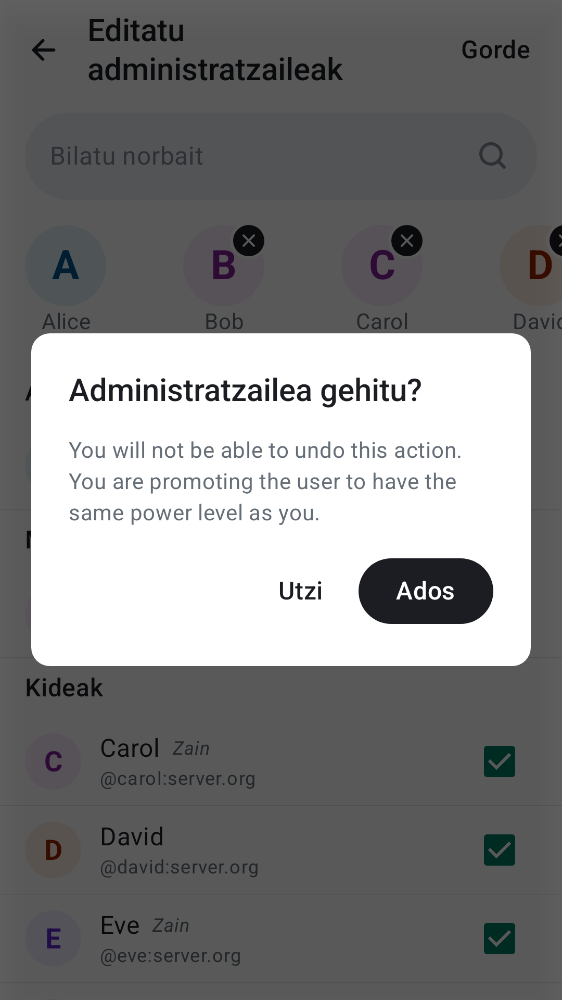 Editatu
administratzaileak
Gorde
Bilatu norbait
A
B
C
D
Alice
Bob
Carol
Administratzailea gehitu?
You will not be able to undo this action.
You are promoting the user to have the
same power level as you.
Utzi
Ados
Kideak
C
Carol Zain
@carol:server.org
D
David
@david:server.org
E
Eve Zain
@eve:server.org